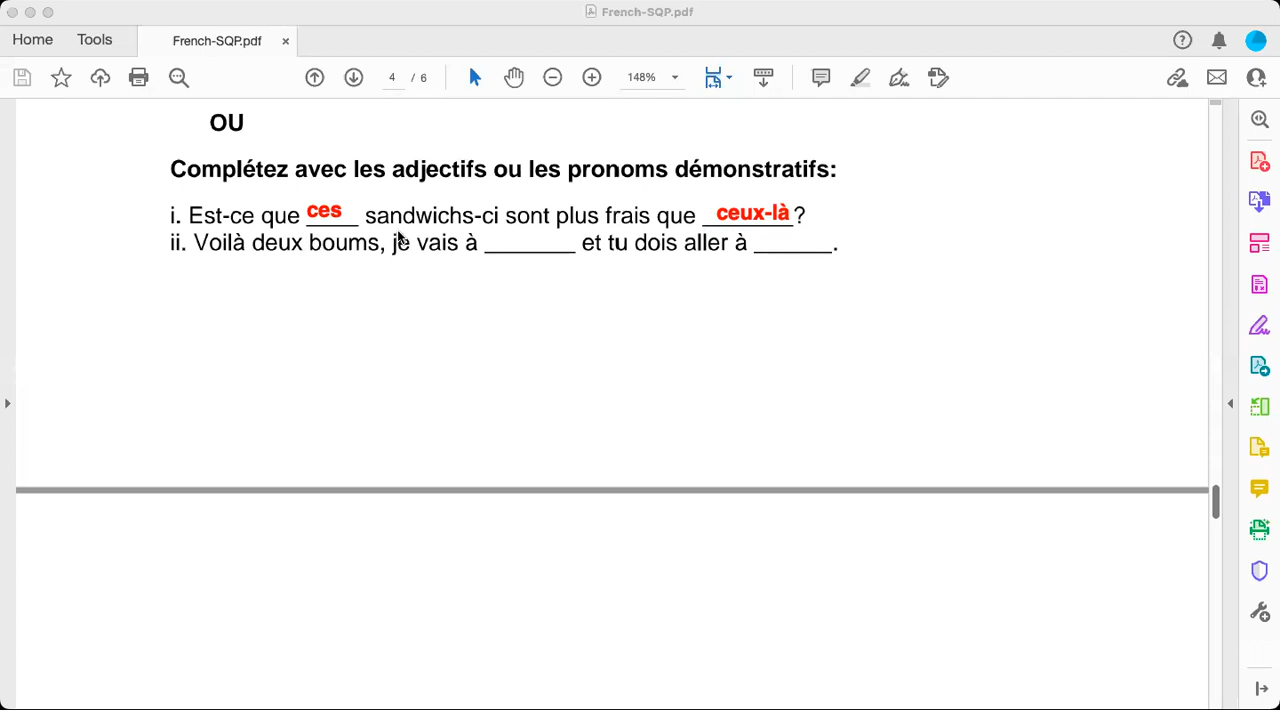 French-SQP.pdf
Home Tools French-SQP.pdf ×
4 / 6 148%
OU
Complétez avec les adjectifs ou les pronoms démonstratifs:
i. Est-ce que ces sandwichs-ci sont plus frais que ceux-là?
ii. Voilà deux boums, je vais à _______ et tu dois aller à ______.